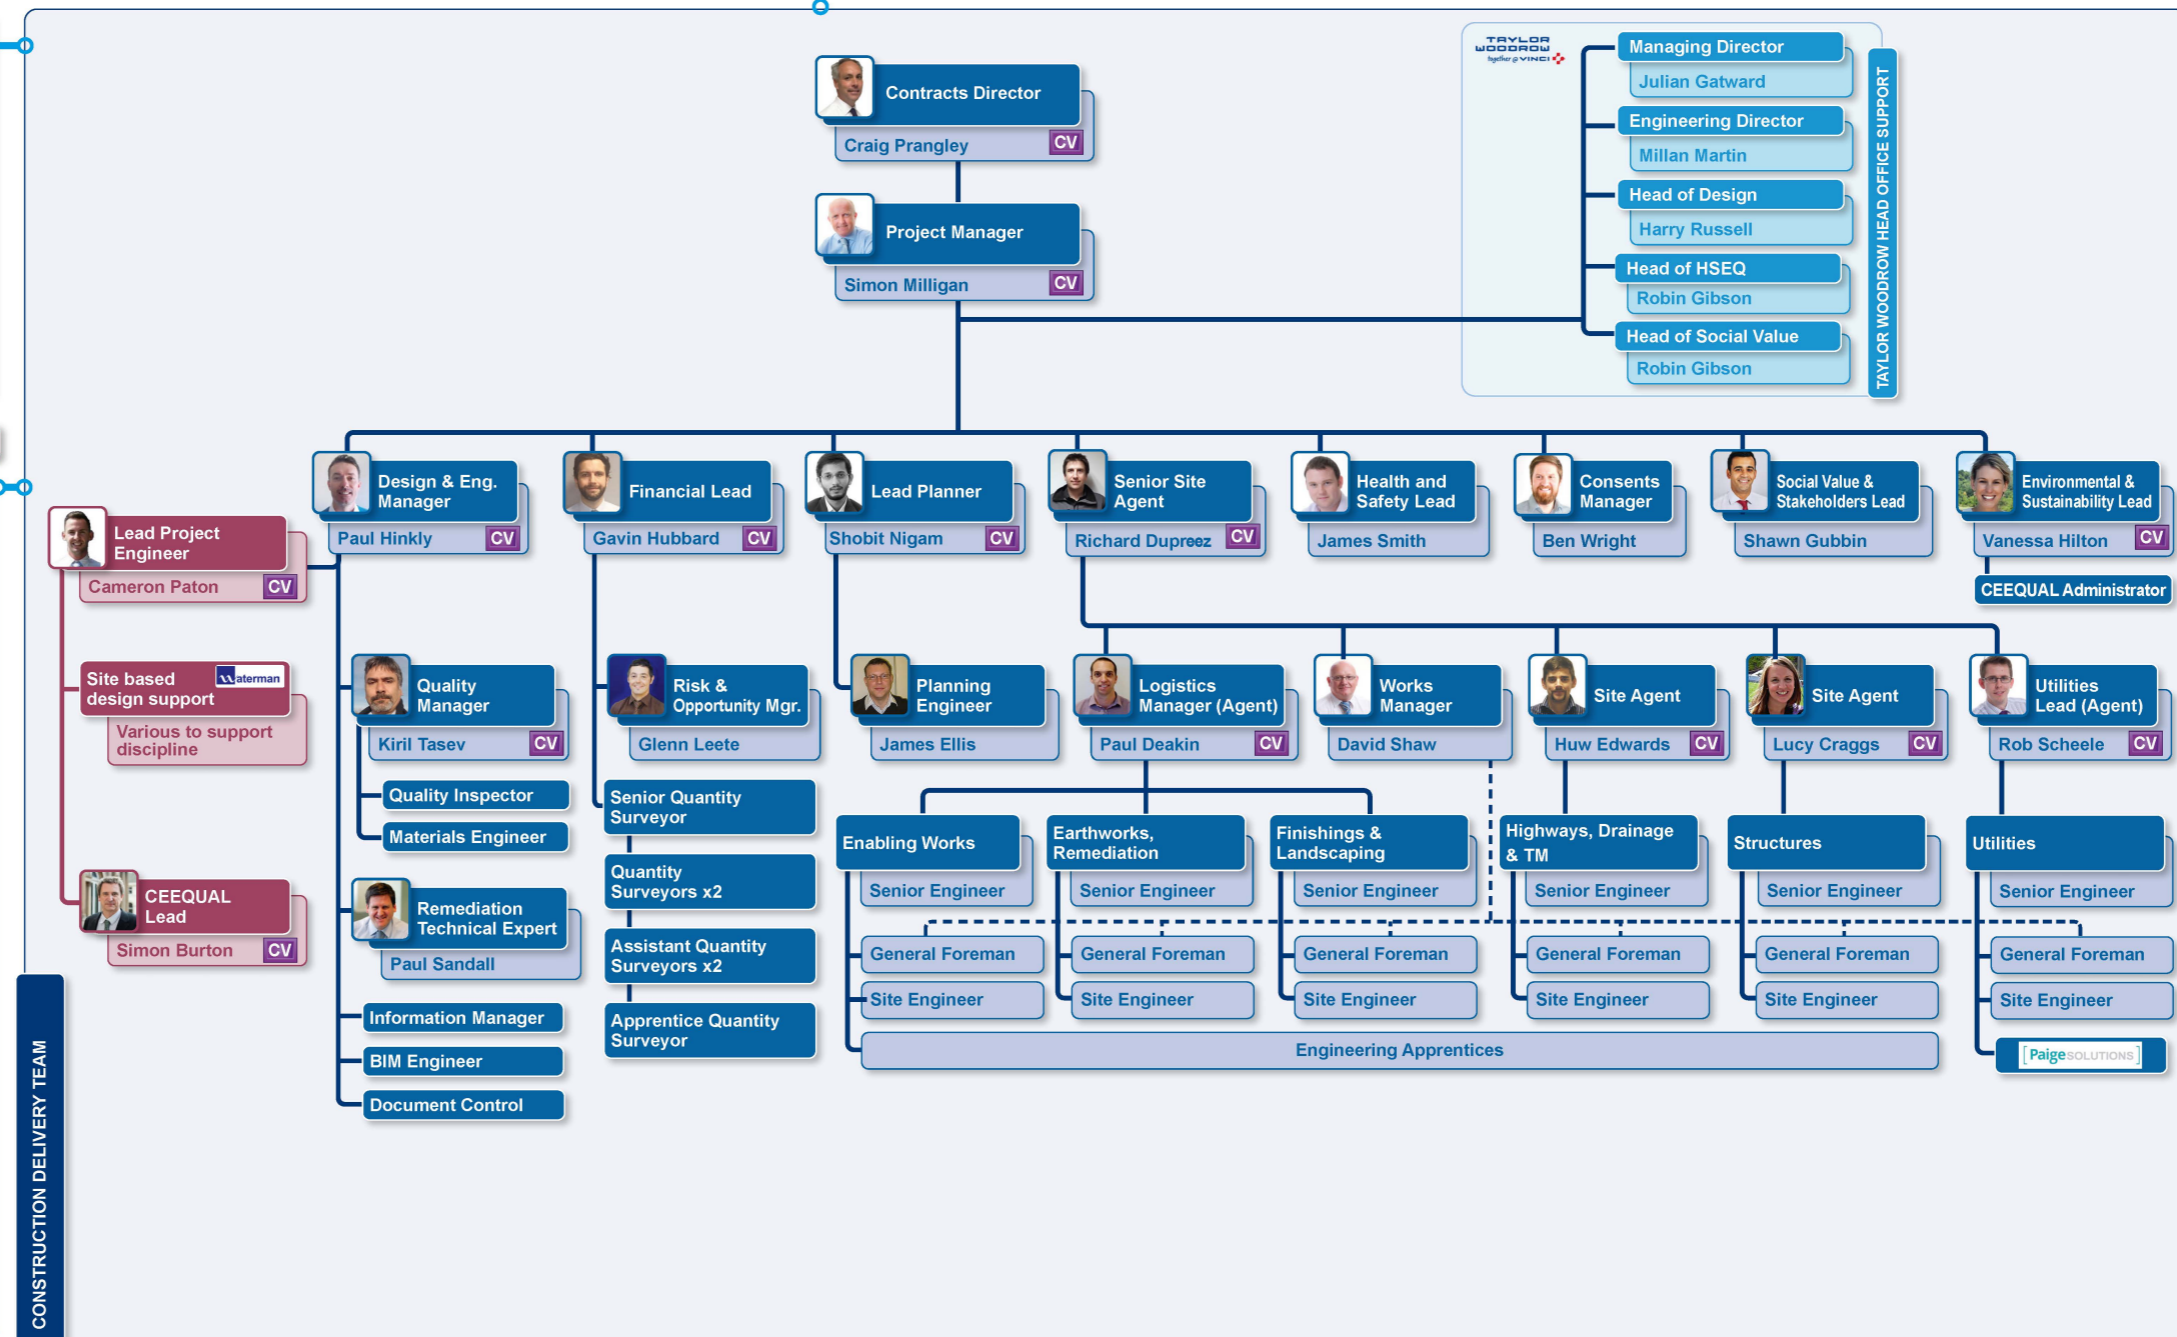 TAYLOR
WOODROW
together @ VINCI
Managing Director
Julian Gatward
Engineering Director
Millan Martin
Head of Design
Harry Russell
Head of HSEQ
Robin Gibson
Head of Social Value
Robin Gibson
TAYLOR WOODROW HEAD OFFICE SUPPORT
Contracts Director
Craig Prangley
CV
Project Manager
Simon Milligan
CV
Design & Eng.
Manager
Paul Hinkly
CV
Financial Lead
Gavin Hubbard
CV
Lead Planner
Shobit Nigam
CV
Senior Site
Agent
Richard Dupreez
CV
Health and
Safety Lead
James Smith
Consents
Manager
Ben Wright
Social Value &
Stakeholders Lead
Shawn Gubbin
Environmental &
Sustainability Lead
Vanessa Hilton
CV
CEEQUAL Administrator
Lead Project
Engineer
Cameron Paton
CV
Site based
design support
Waterman
Various to support
discipline
CEEQUAL
Lead
Simon Burton
CV
Quality
Manager
Kiril Tasev
CV
Quality Inspector
Materials Engineer
Remediation
Technical Expert
Paul Sandall
Information Manager
BIM Engineer
Document Control
Risk &
Opportunity Mgr.
Glenn Leete
Senior Quantity
Surveyor
Quantity
Surveyors x2
Assistant Quantity
Surveyors x2
Apprentice Quantity
Surveyor
Planning
Engineer
James Ellis
Logistics
Manager (Agent)
Paul Deakin
CV
Works
Manager
David Shaw
Site Agent
Huw Edwards
CV
Site Agent
Lucy Craggs
CV
Utilities
Lead (Agent)
Rob Scheele
CV
Enabling Works
Senior Engineer
General Foreman
Site Engineer
Earthworks,
Remediation
Senior Engineer
General Foreman
Site Engineer
Finishings &
Landscaping
Senior Engineer
General Foreman
Site Engineer
Highways, Drainage
& TM
Senior Engineer
General Foreman
Site Engineer
Structures
Senior Engineer
General Foreman
Site Engineer
Utilities
Senior Engineer
General Foreman
Site Engineer
Engineering Apprentices
[Paige SOLUTIONS]
CONSTRUCTION DELIVERY TEAM